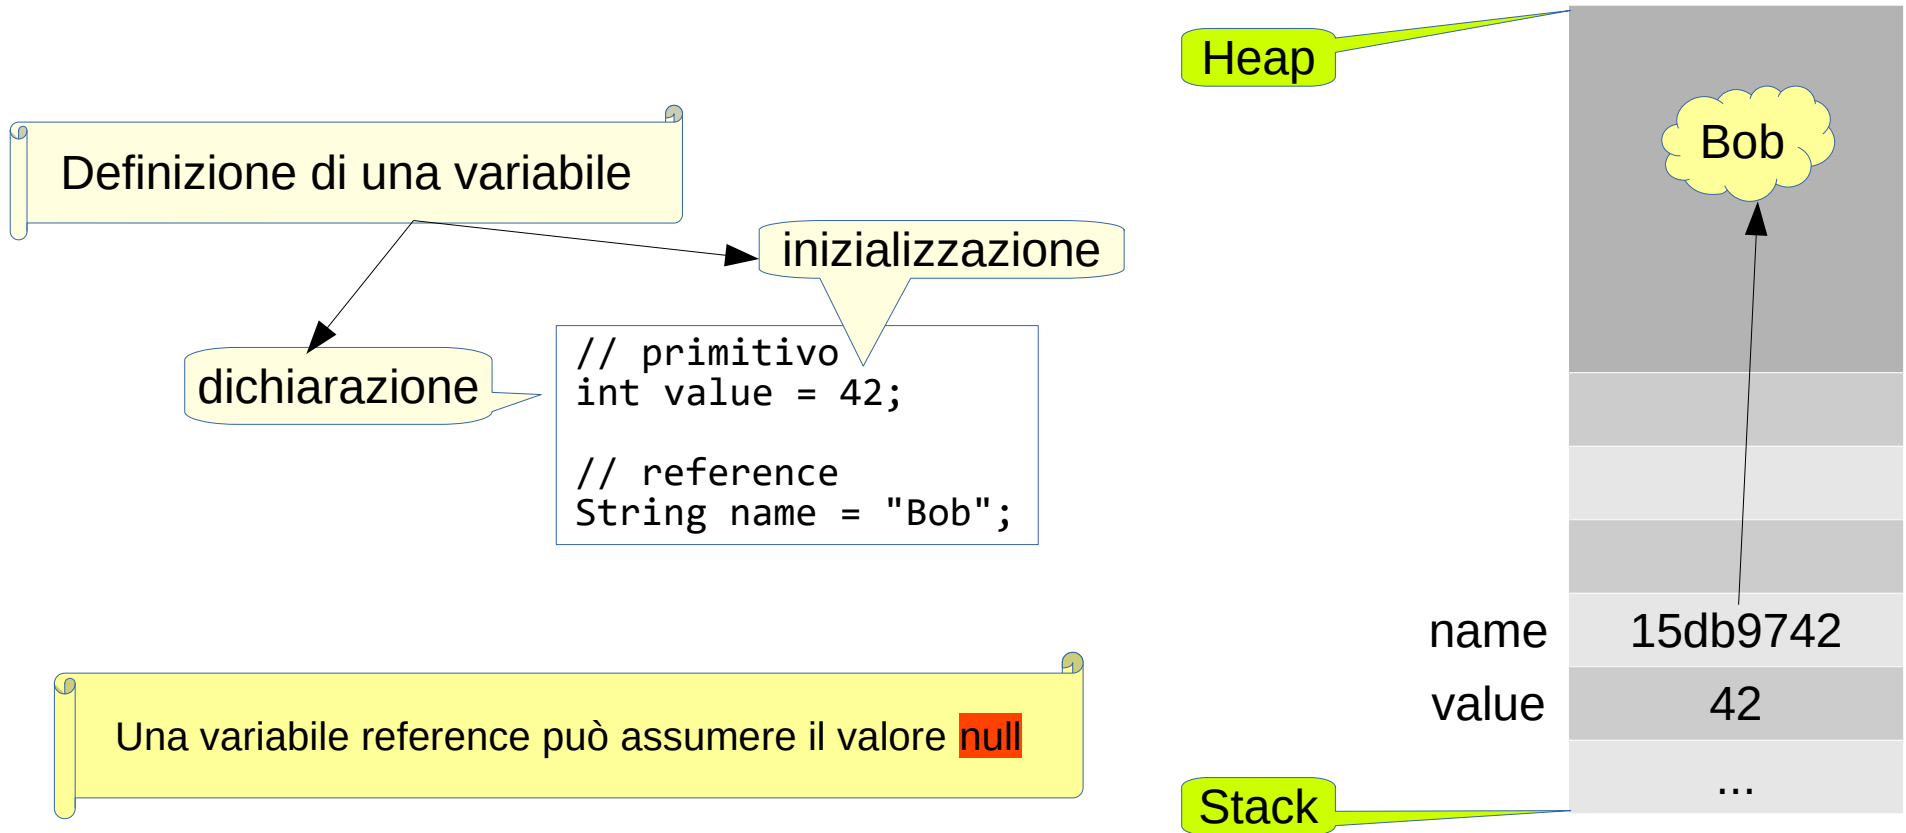 Definizione di una variabile
inizializzazione
dichiarazione
// primitivo
int value = 42;
// reference
String name = "Bob";
Una variabile reference può assumere il valore null
Heap
Bob
name 15db9742
value 42
...
Stack